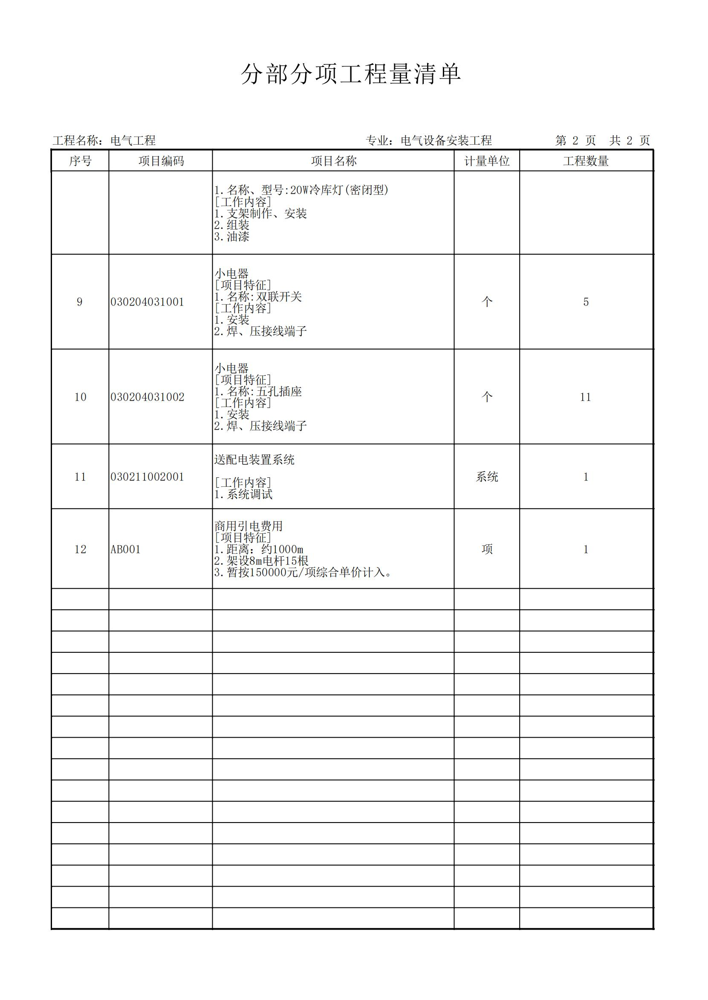 分部分项工程量清单
工程名称：电气工程 专业：电气设备安装工程 第 2 页 共 2 页
序号 项目编码 项目名称 计量单位 工程数量
1.名称、型号:20W冷库灯(密闭型)
[工作内容]
1.支架制作、安装
2.组装
3.油漆
小电器
[项目特征]
1.名称:双联开关
9 030204031001 个 5
[工作内容]
1.安装
2.焊、压接线端子
小电器
[项目特征]
1.名称:五孔插座
10 030204031002 个 11
[工作内容]
1.安装
2.焊、压接线端子
送配电装置系统
11 030211002001 系统 1
[工作内容]
1.系统调试
商用引电费用
[项目特征]
12 AB001 1.距离：约1000m 项 1
2.架设8m电杆15根
3.暂按150000元/项综合单价计入。